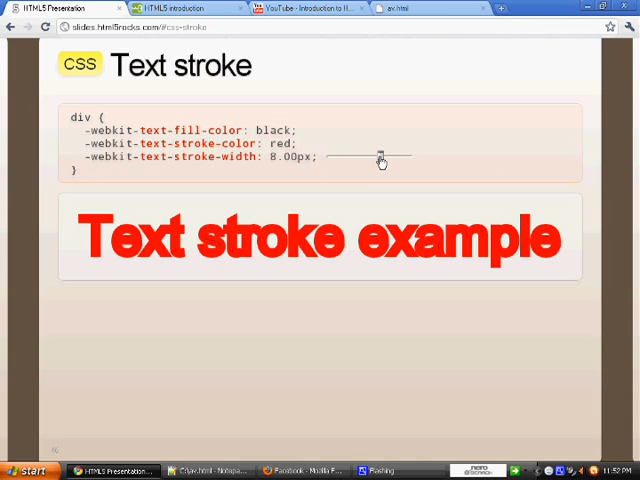 HTML5 Presentation
HTML5 introduction
YouTube - Introduction to H...
av.html
slides.html5rocks.com/#css-stroke
CSS Text stroke
div {
-webkit-text-fill-color: black;
-webkit-text-stroke-color: red;
-webkit-text-stroke-width: 8.00px;
}
Text stroke example
start
HTML5 Presentation...
C:\av.html - Notepa...
Facebook - Mozilla F...
Flashing
nero
SEARCH
11:52 PM